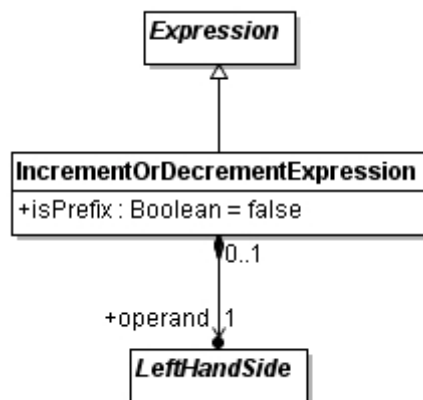 Expression
IncrementOrDecrementExpression
+isPrefix : Boolean = false
0..1
+operand 1
LeftHandSide